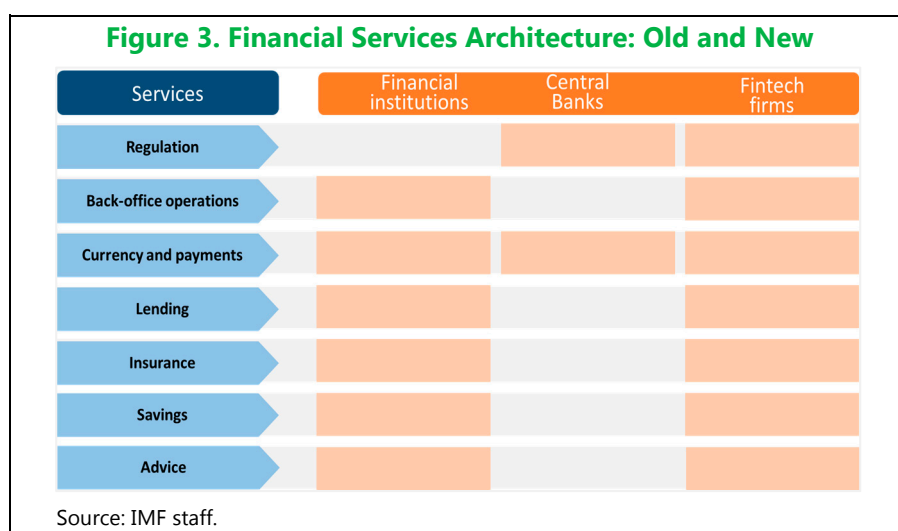 Figure 3. Financial Services Architecture: Old and New
Services
Financial
institutions
Central
Banks
Fintech
firms
Regulation
Back-office operations
Currency and payments
Lending
Insurance
Savings
Advice
Source: IMF staff.